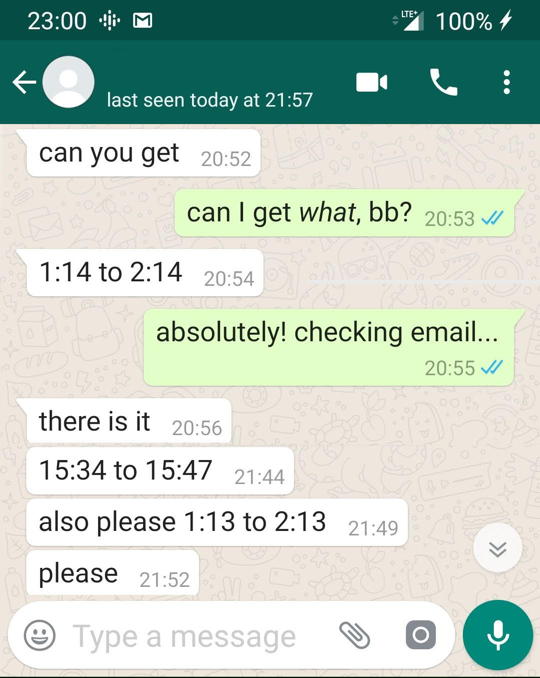 23:00 LTE+ 100%
last seen today at 21:57
can you get 20:52
can I get what, bb? 20:53
1:14 to 2:14 20:54
absolutely! checking email...
20:55
there is it 20:56
15:34 to 15:47 21:44
also please 1:13 to 2:13 21:49
please 21:52
Type a message